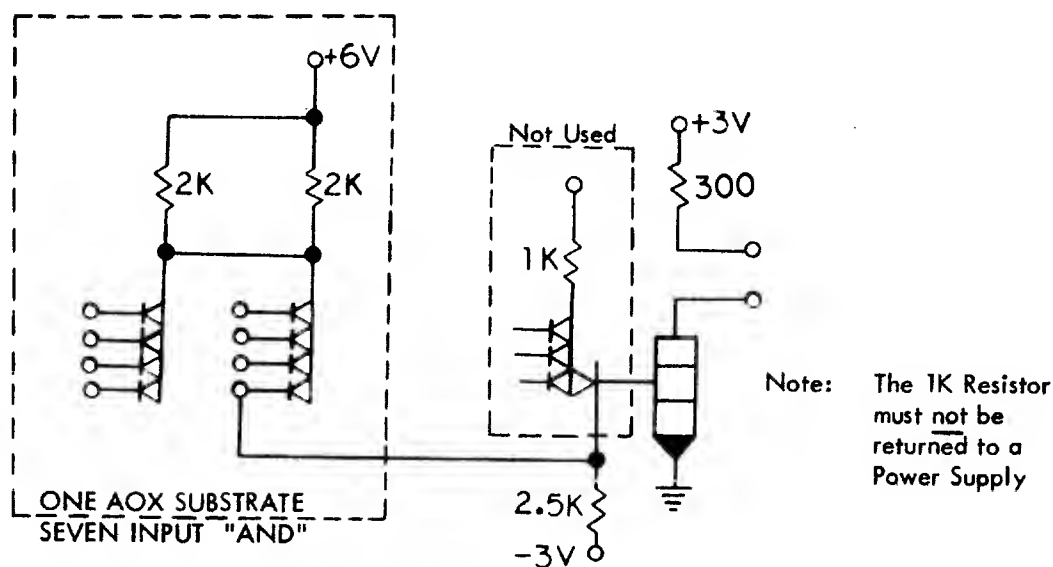 +6V
2K
2K
Not Used
+3V
300
1K
Note: The 1K Resistor
must not be
returned to a
Power Supply
ONE AOX SUBSTRATE
SEVEN INPUT "AND"
2.5K
-3V